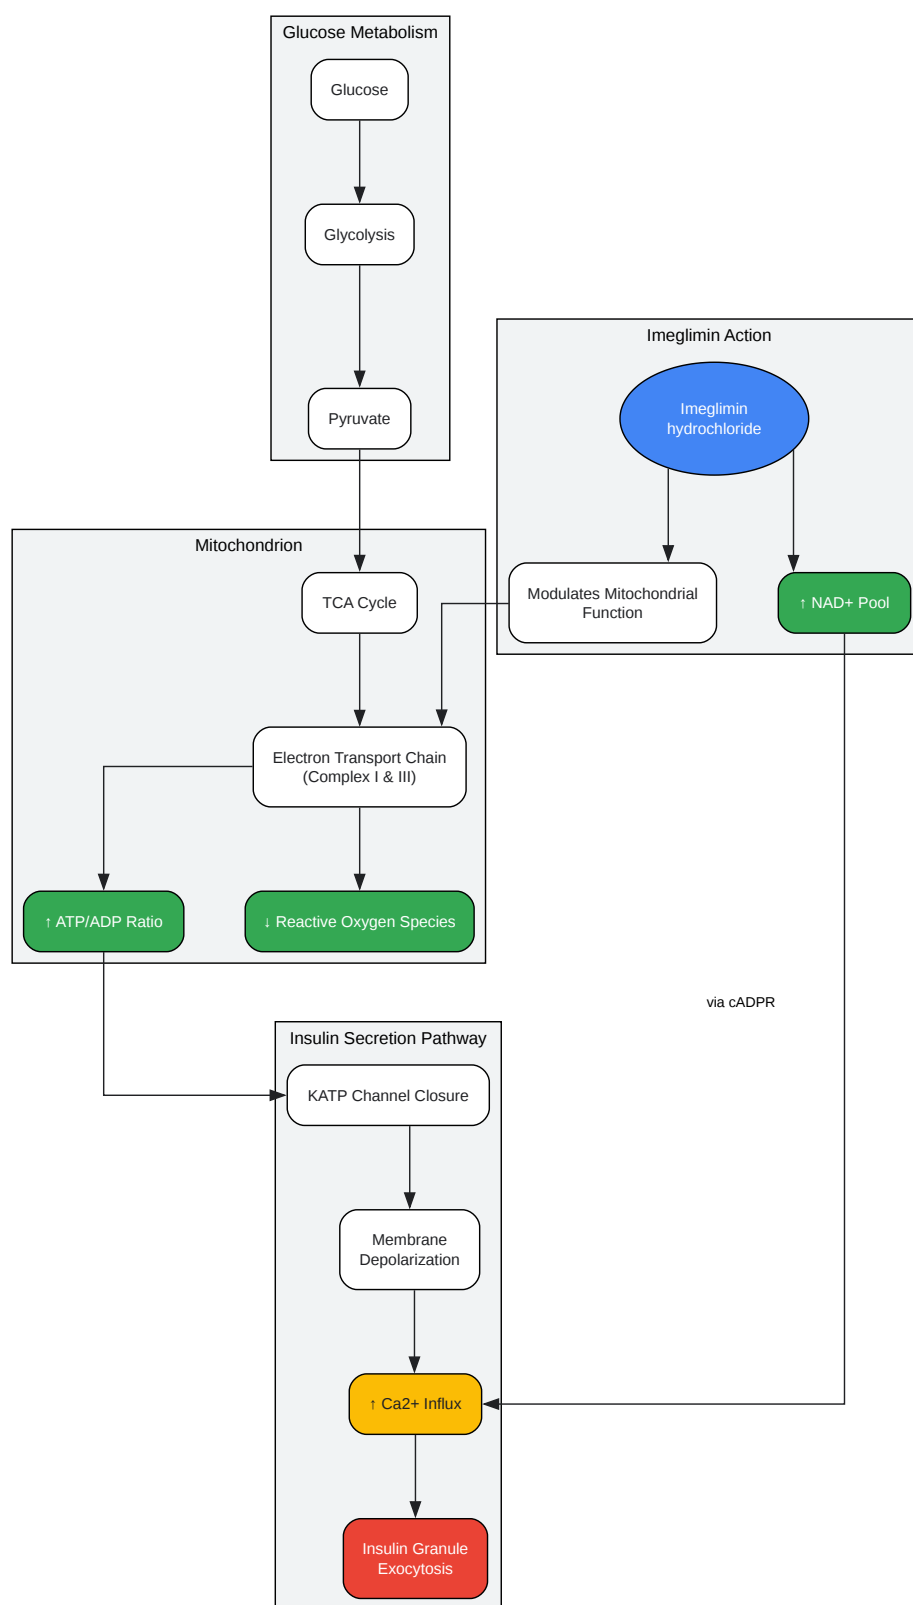 Glucose Metabolism
Glucose
Glycolysis
Pyruvate
Imeglimin Action
Imeglimin
hydrochloride
Modulates Mitochondrial
Function
↑ NAD+ Pool
Mitochondrion
TCA Cycle
Electron Transport Chain
(Complex I & III)
↑ ATP/ADP Ratio
↓ Reactive Oxygen Species
via cADPR
Insulin Secretion Pathway
KATP Channel Closure
Membrane
Depolarization
↑ Ca2+ Influx
Insulin Granule
Exocytosis